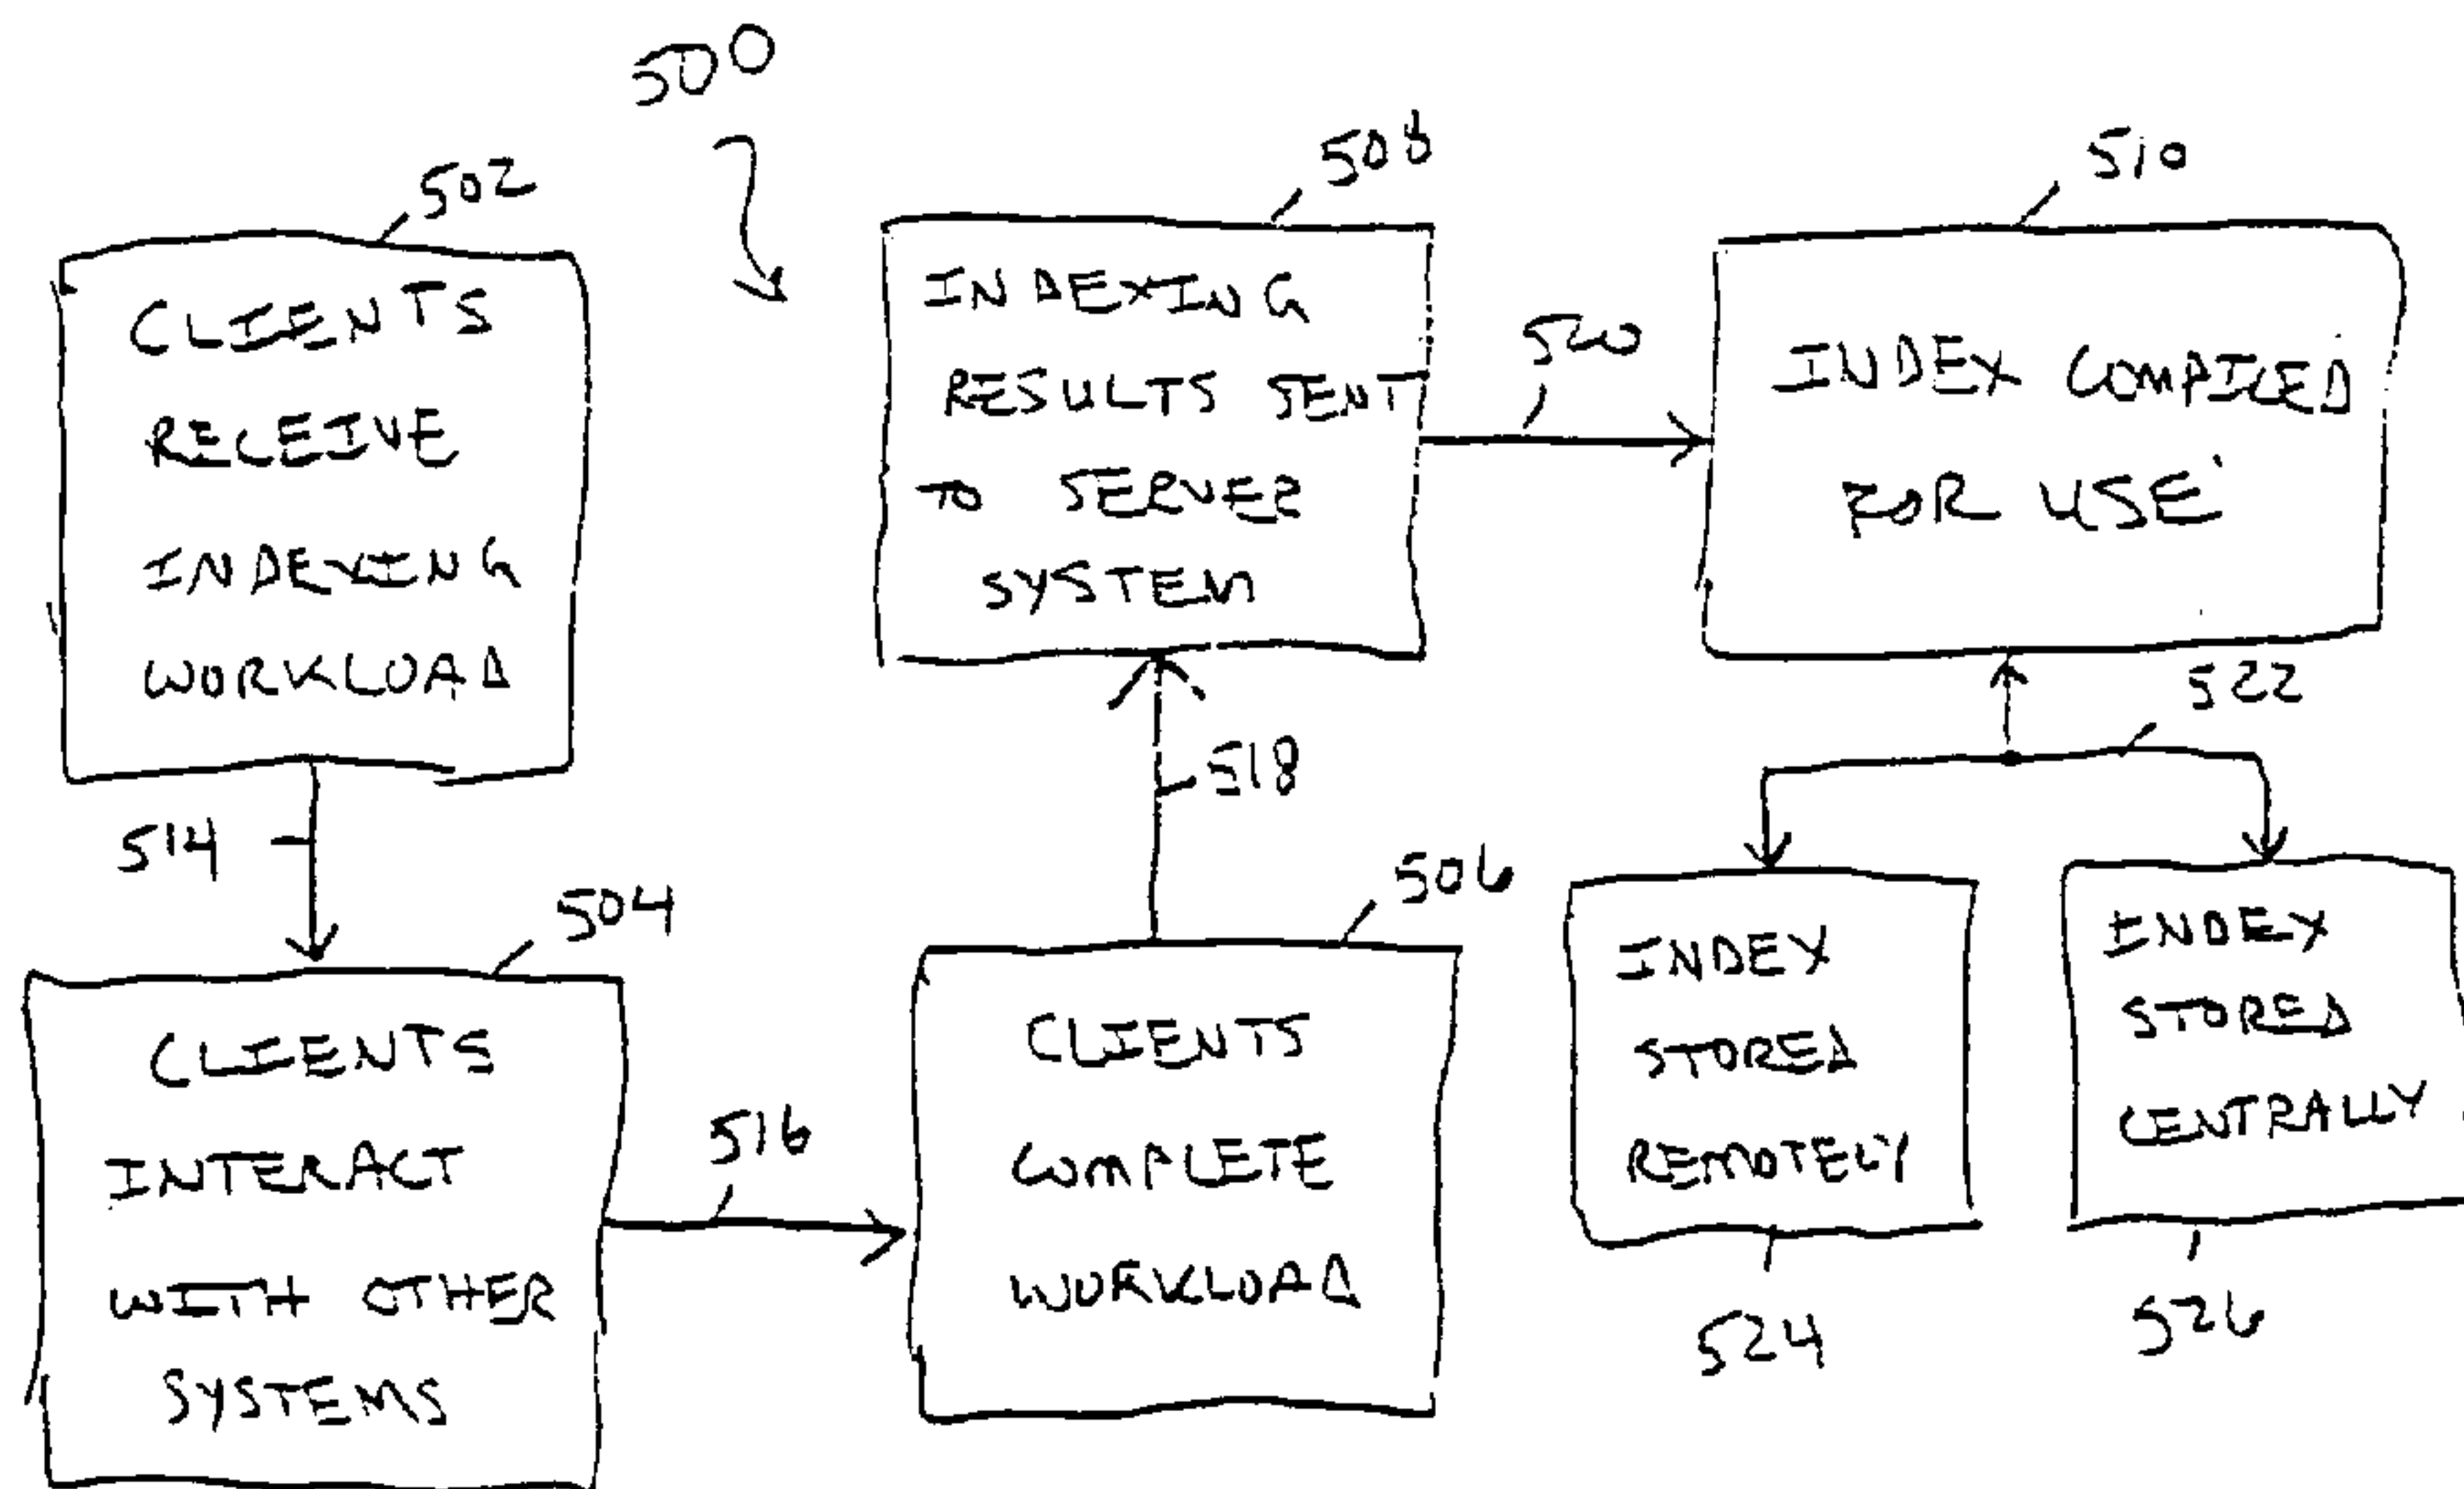 500
502
CLIENTS
RECEIVE
INDEXING
WORKLOAD
514
504
CLIENTS
INTERACT
WITH OTHER
SYSTEMS
516
506
CLIENTS
COMPLETE
WORKLOAD
518
508
INDEXING
RESULTS SENT
TO SERVER
SYSTEM
520
510
INDEX COMPILED
FOR USE
522
INDEX
STORED
REMOTELY
524
INDEX
STORED
CENTRALLY
526